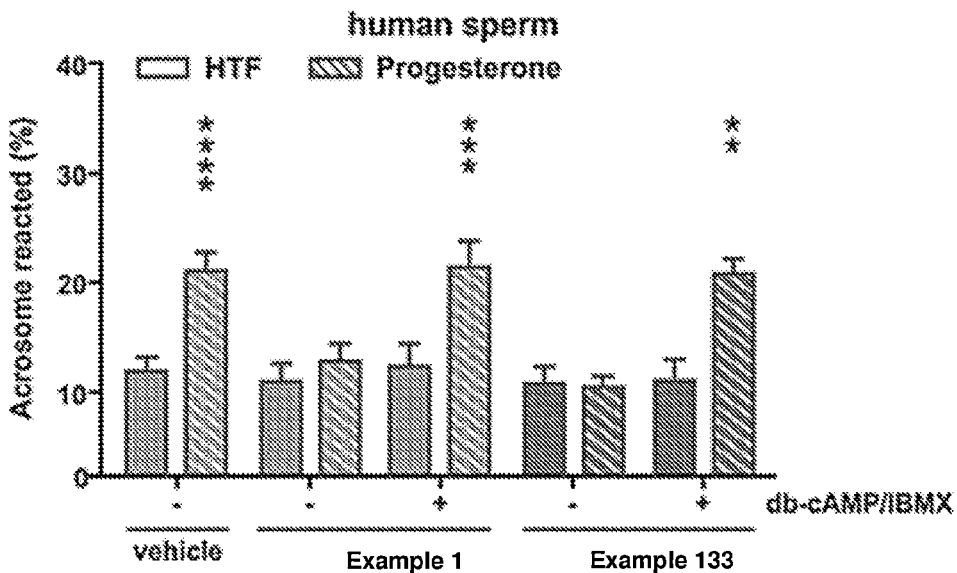 human sperm
HTF Progesterone
Acrosome reacted (%)
40
30
20
10
0
****
***
**
- - + - + db-cAMP/IBMX
vehicle Example 1 Example 133